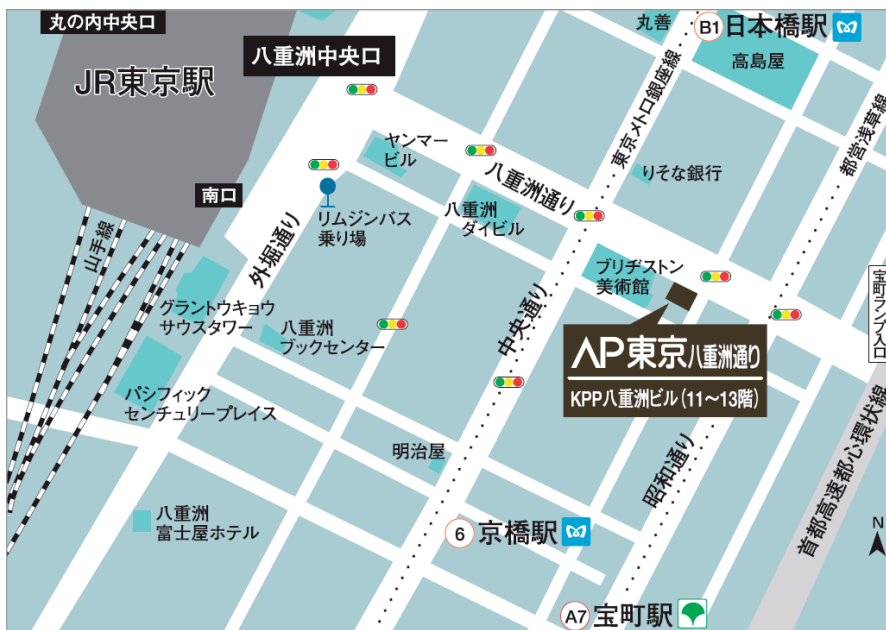 丸の内中央口
JR東京駅
八重洲中央口
丸善
B1 日本橋駅
高島屋
東京メトロ銀座線
都営浅草線
ヤンマー
ビル
八重洲通り
りそな銀行
南口
山手線
外堀通り
リムジンバス
乗り場
八重洲
ダイビル
ブリヂストン
美術館
宝町ランプ入口
グラントウキョウ
サウスタワー
八重洲
ブックセンター
中央通り
AP東京八重洲通り
KPP八重洲ビル(11〜13階)
パシフィック
センチュリープレイス
明治屋
昭和通り
首都高速都心環状線
八重洲
富士屋ホテル
6 京橋駅
N
A7 宝町駅